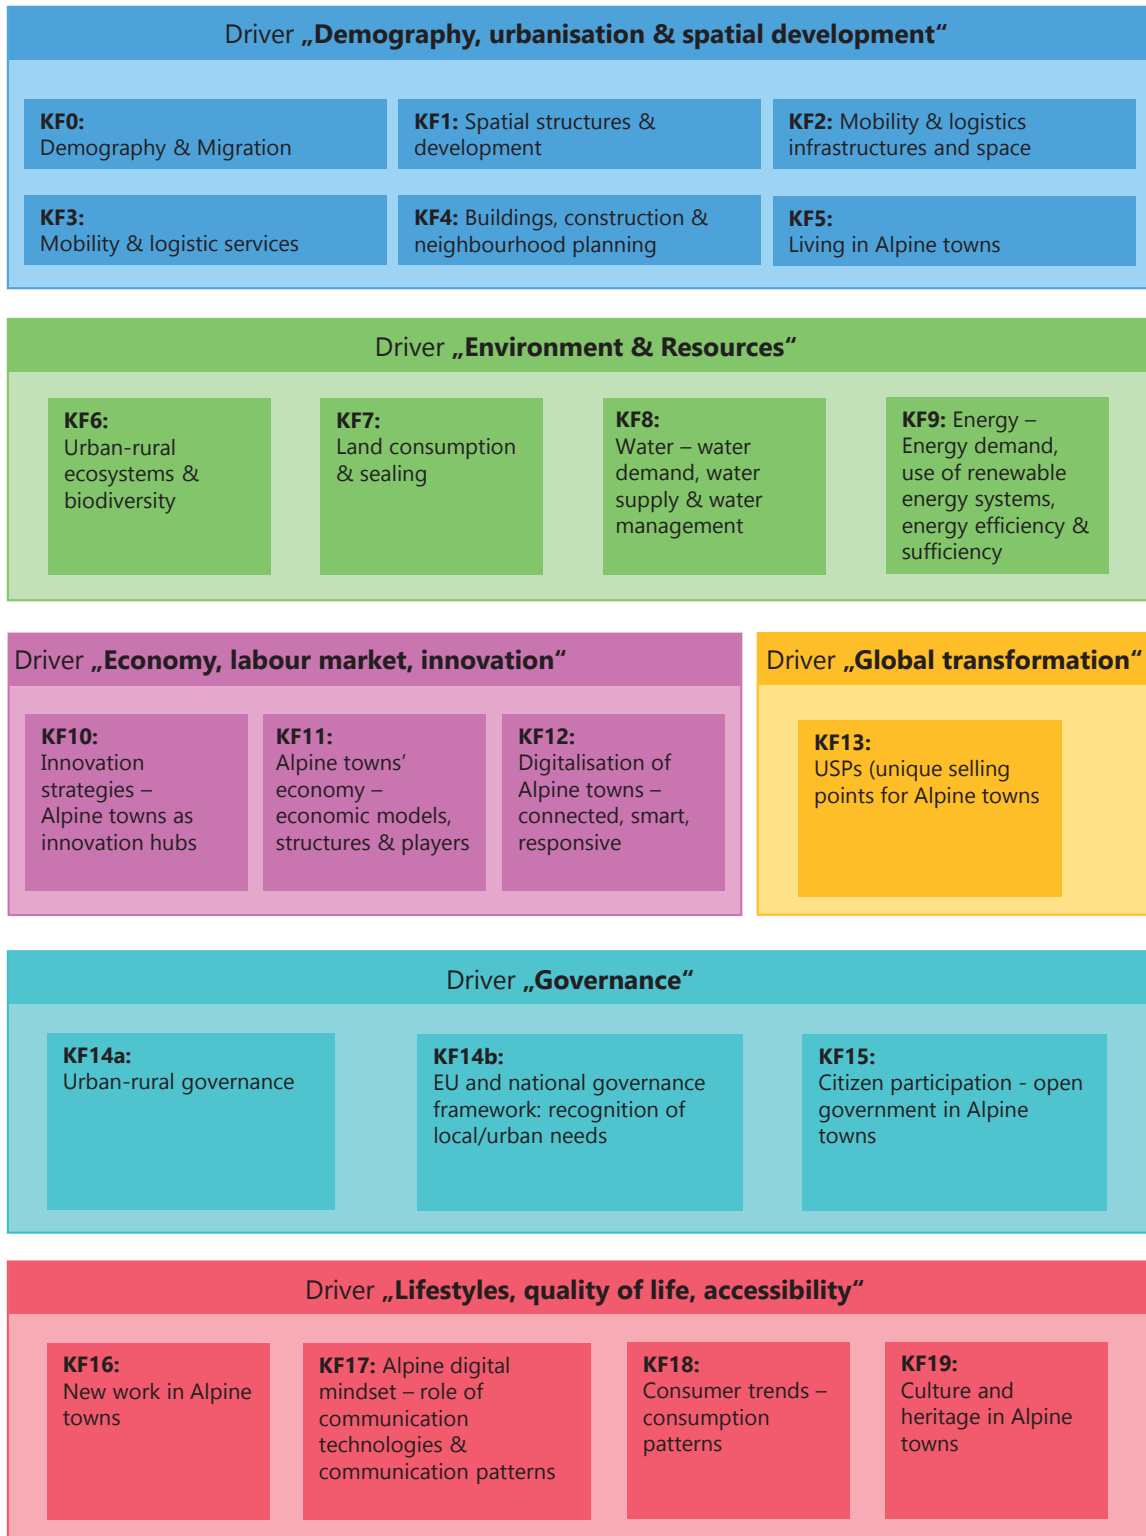 Driver „Demography, urbanisation & spatial development“
KF0:
Demography & Migration
KF1: Spatial structures &
development
KF2: Mobility & logistics
infrastructures and space
KF3:
Mobility & logistic services
KF4: Buildings, construction &
neighbourhood planning
KF5:
Living in Alpine towns
Driver „Environment & Resources“
KF6:
Urban-rural
ecosystems &
biodiversity
KF7:
Land consumption
& sealing
KF8:
Water – water
demand, water
supply & water
management
KF9: Energy –
Energy demand,
use of renewable
energy systems,
energy efficiency &
sufficiency
Driver „Economy, labour market, innovation“
KF10:
Innovation
strategies –
Alpine towns as
innovation hubs
KF11:
Alpine towns’
economy –
economic models,
structures & players
KF12:
Digitalisation of
Alpine towns –
connected, smart,
responsive
Driver „Global transformation“
KF13:
USPs (unique selling
points for Alpine towns
Driver „Governance“
KF14a:
Urban-rural governance
KF14b:
EU and national governance
framework: recognition of
local/urban needs
KF15:
Citizen participation - open
government in Alpine
towns
Driver „Lifestyles, quality of life, accessibility“
KF16:
New work in Alpine
towns
KF17: Alpine digital
mindset – role of
communication
technologies &
communication patterns
KF18:
Consumer trends –
consumption
patterns
KF19:
Culture and
heritage in Alpine
towns